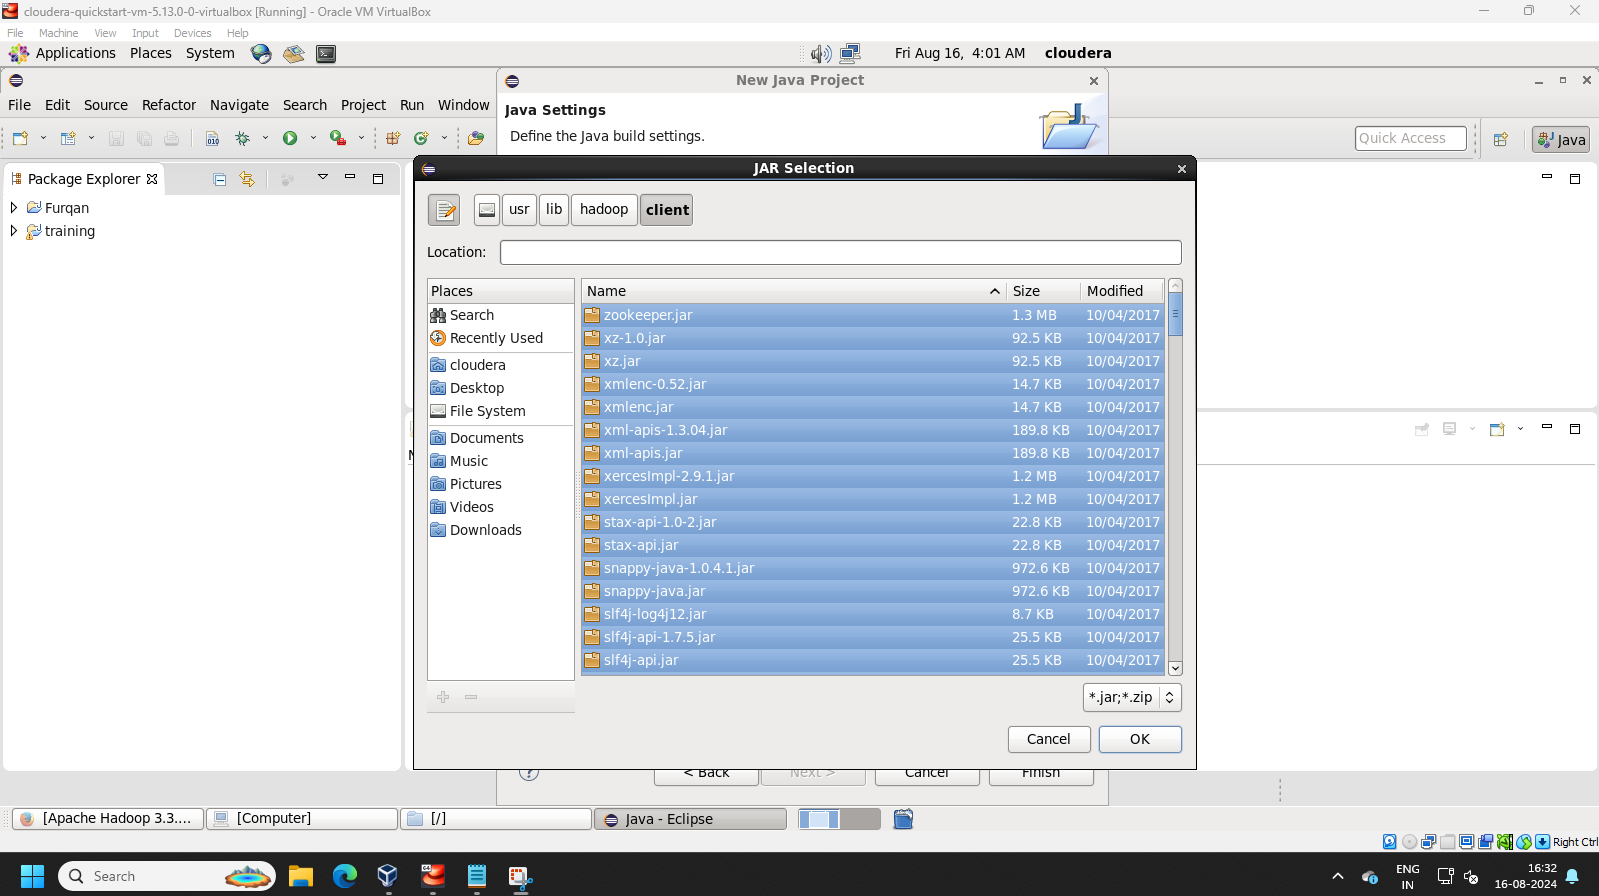 cloudera-quickstart-vm-5.13.0-0-virtualbox [Running] - Oracle VM VirtualBox
File Machine View Input Devices Help
Applications Places System Fri Aug 16, 4:01 AM cloudera
New Java Project
File Edit Source Refactor Navigate Search Project Run Window
Java Settings
Define the Java build settings.
Quick Access Java
JAR Selection
Package Explorer
Furqan
training
usr lib hadoop client
Location:
Places
Search
Recently Used
cloudera
Desktop
File System
Documents
Music
Pictures
Videos
Downloads
Name Size Modified
zookeeper.jar 1.3 MB 10/04/2017
xz-1.0.jar 92.5 KB 10/04/2017
xz.jar 92.5 KB 10/04/2017
xmlenc-0.52.jar 14.7 KB 10/04/2017
xmlenc.jar 14.7 KB 10/04/2017
xml-apis-1.3.04.jar 189.8 KB 10/04/2017
xml-apis.jar 189.8 KB 10/04/2017
xercesImpl-2.9.1.jar 1.2 MB 10/04/2017
xercesImpl.jar 1.2 MB 10/04/2017
stax-api-1.0-2.jar 22.8 KB 10/04/2017
stax-api.jar 22.8 KB 10/04/2017
snappy-java-1.0.4.1.jar 972.6 KB 10/04/2017
snappy-java.jar 972.6 KB 10/04/2017
slf4j-log4j12.jar 8.7 KB 10/04/2017
slf4j-api-1.7.5.jar 25.5 KB 10/04/2017
slf4j-api.jar 25.5 KB 10/04/2017
*.jar;*.zip
Cancel OK
< Back Next > Cancel Finish
[Apache Hadoop 3.3.... [Computer] [/] Java - Eclipse
Right Ctrl
Search
ENG
IN
16:32
16-08-2024